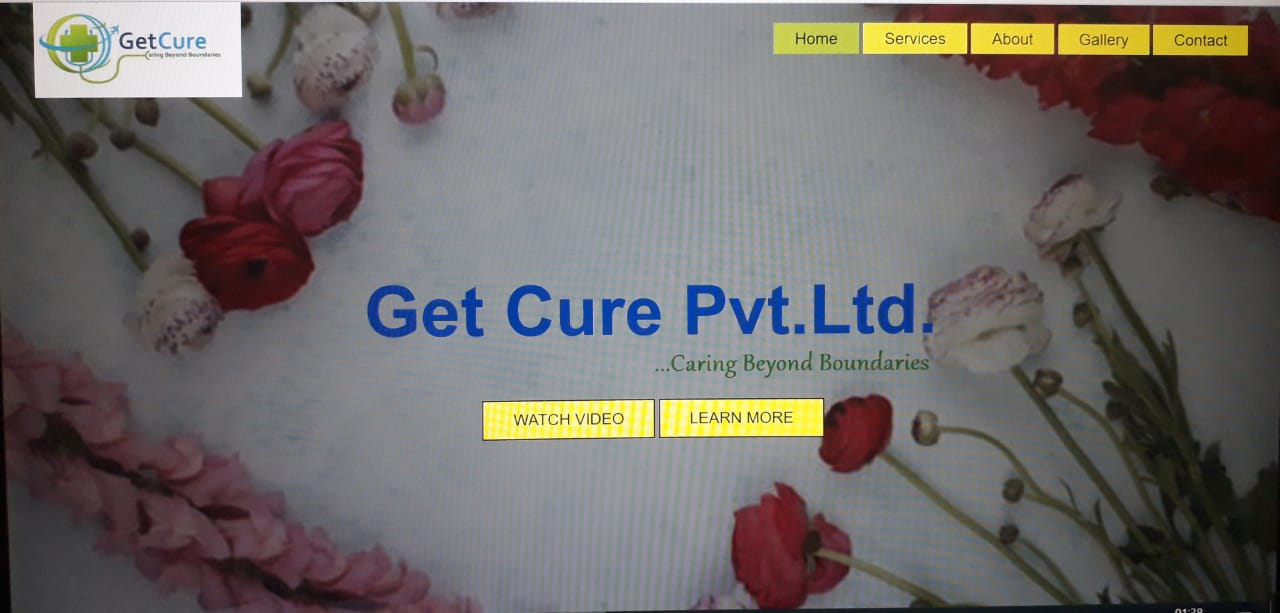 GetCure
Caring Beyond Boundaries
Home Services About Gallery Contact
Get Cure Pvt.Ltd.
...Caring Beyond Boundaries
WATCH VIDEO LEARN MORE